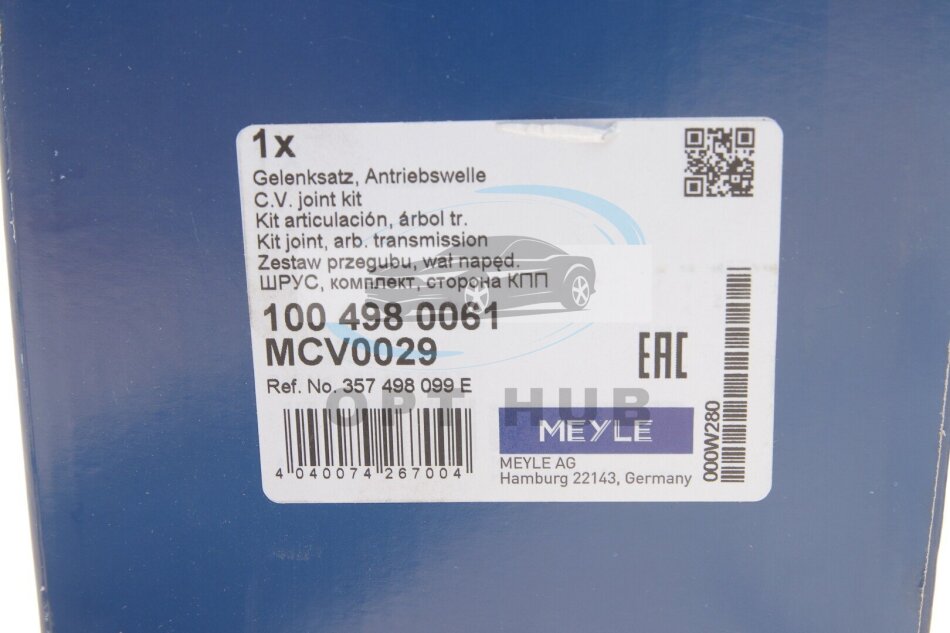 1x
Gelenksatz, Antriebswelle
C.V. joint kit
Kit articulación, árbol tr.
Kit joint, arb. transmission
Zestaw przegubu, wał napęd.
ШРУС, комплект, сторона КПП
100 498 0061
MCV0029
Ref. No. 357 498 099 E
OPT HUB
EAC
MEYLE
MEYLE AG
Hamburg 22143, Germany
4 040074 267004
000W280